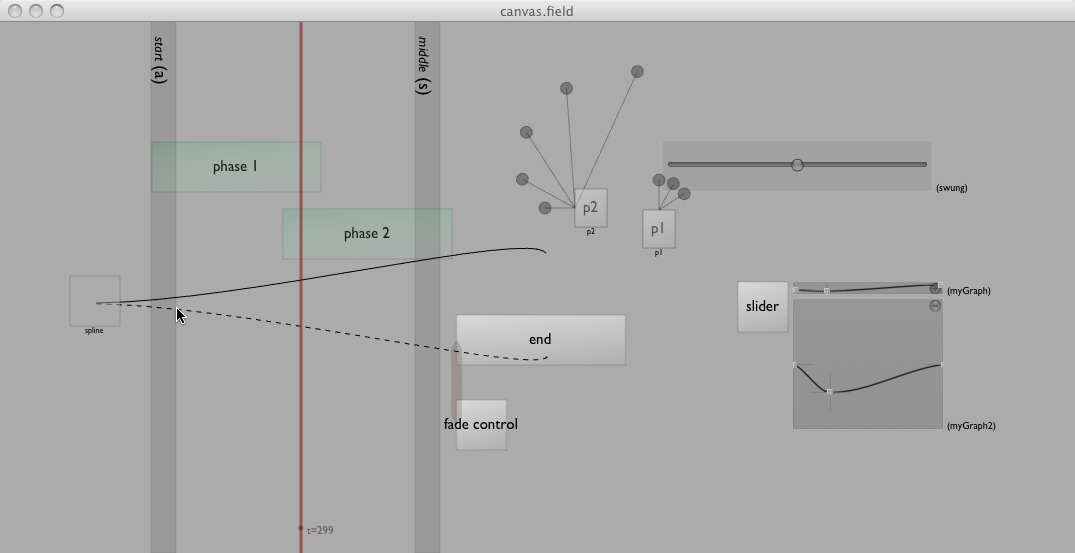 canvas.field
start (a)
middle (s)
phase 1
p2
p2
(swung)
p1
p1
phase 2
spline
(myGraph)
slider
end
fade control
(myGraph2)
t=299